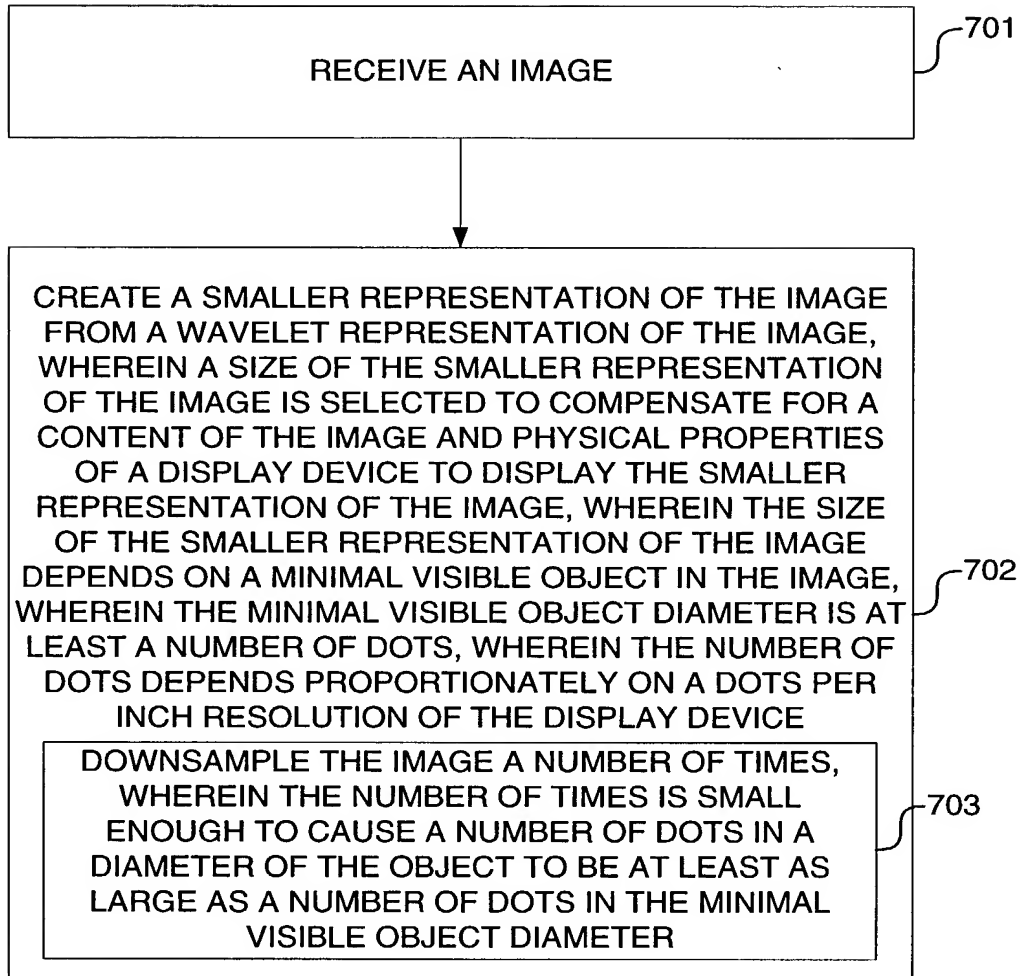 RECEIVE AN IMAGE
701
CREATE A SMALLER REPRESENTATION OF THE IMAGE
FROM A WAVELET REPRESENTATION OF THE IMAGE,
WHEREIN A SIZE OF THE SMALLER REPRESENTATION
OF THE IMAGE IS SELECTED TO COMPENSATE FOR A
CONTENT OF THE IMAGE AND PHYSICAL PROPERTIES
OF A DISPLAY DEVICE TO DISPLAY THE SMALLER
REPRESENTATION OF THE IMAGE, WHEREIN THE SIZE
OF THE SMALLER REPRESENTATION OF THE IMAGE
DEPENDS ON A MINIMAL VISIBLE OBJECT IN THE IMAGE,
WHEREIN THE MINIMAL VISIBLE OBJECT DIAMETER IS AT
LEAST A NUMBER OF DOTS, WHEREIN THE NUMBER OF
DOTS DEPENDS PROPORTIONATELY ON A DOTS PER
INCH RESOLUTION OF THE DISPLAY DEVICE
702
DOWNSAMPLE THE IMAGE A NUMBER OF TIMES,
WHEREIN THE NUMBER OF TIMES IS SMALL
ENOUGH TO CAUSE A NUMBER OF DOTS IN A
DIAMETER OF THE OBJECT TO BE AT LEAST AS
LARGE AS A NUMBER OF DOTS IN THE MINIMAL
VISIBLE OBJECT DIAMETER
703